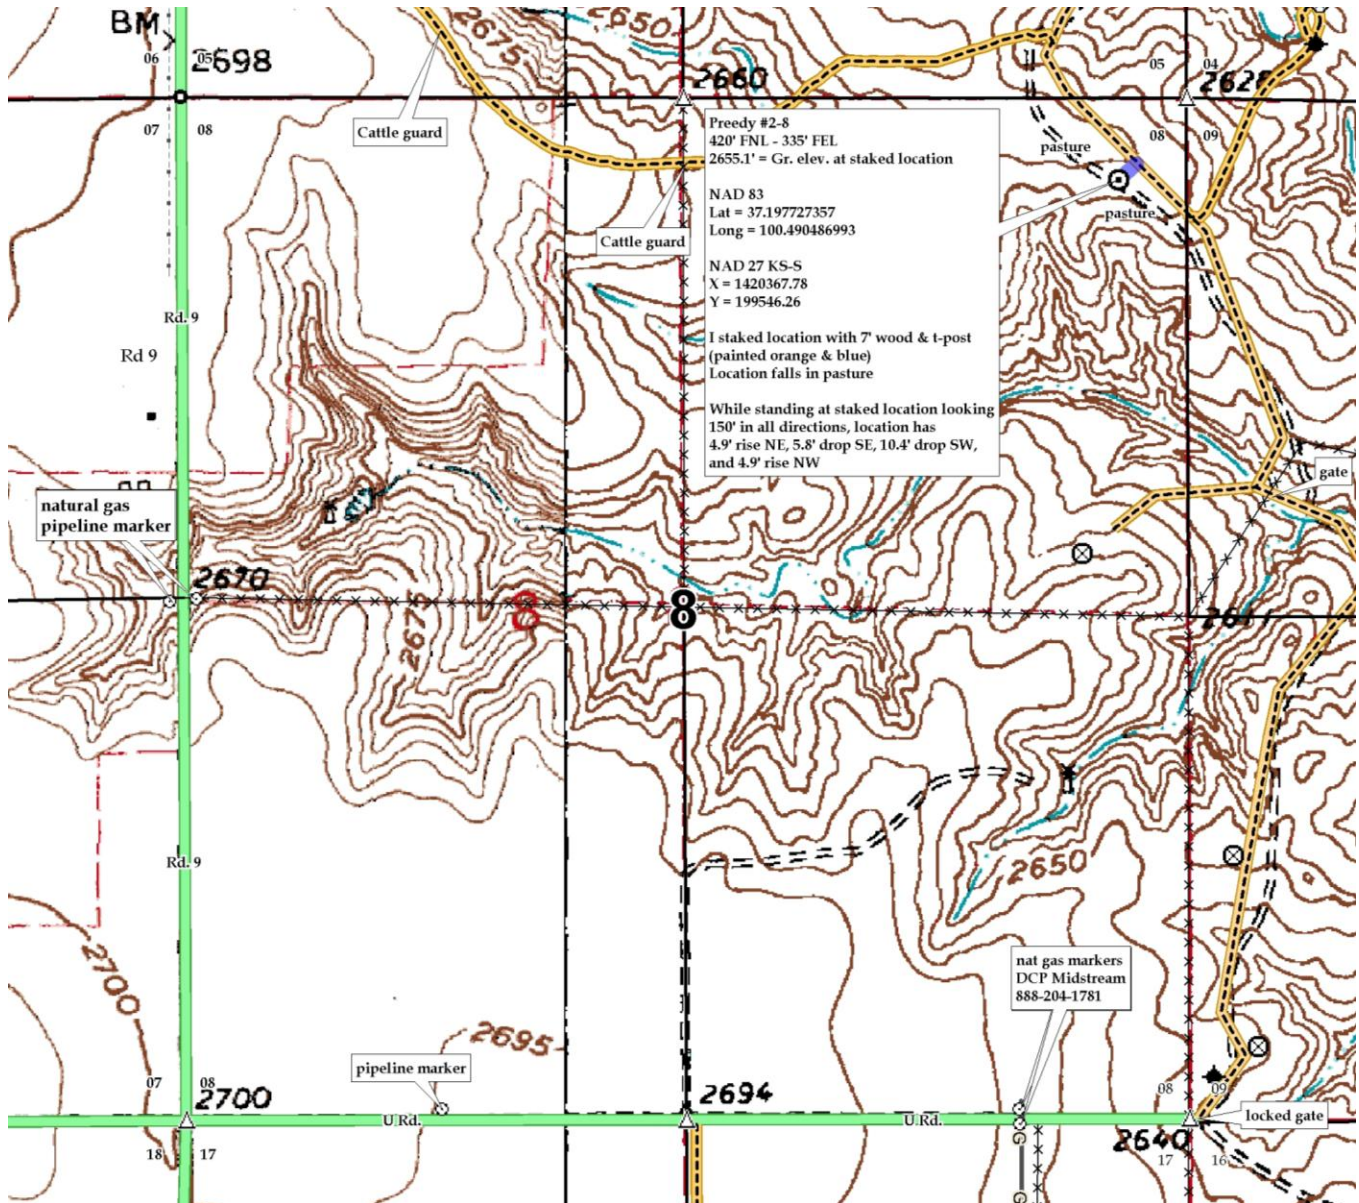 BM
2698
06 05
07 08
2675
2650
2660
05 04
08 09
2628
Cattle guard
Preedy #2-8
420' FNL - 335' FEL
2655.1' = Gr. elev. at staked location
NAD 83
Lat = 37.197727357
Long = 100.490486993
NAD 27 KS-S
X = 1420367.78
Y = 199546.26
I staked location with 7' wood & t-post
(painted orange & blue)
Location falls in pasture
While standing at staked location looking
150' in all directions, location has
4.9' rise NE, 5.8' drop SE, 10.4' drop SW,
and 4.9' rise NW
pasture
pasture
Cattle guard
Rd. 9
Rd 9
gate
natural gas
pipeline marker
2670
2675
8
Rd. 9
2650
2700
nat gas markers
DCP Midstream
888-204-1781
2695
pipeline marker
07 08
2700
2694
08 09
U Rd.
U Rd.
locked gate
2640
18 17
17 16
G
G